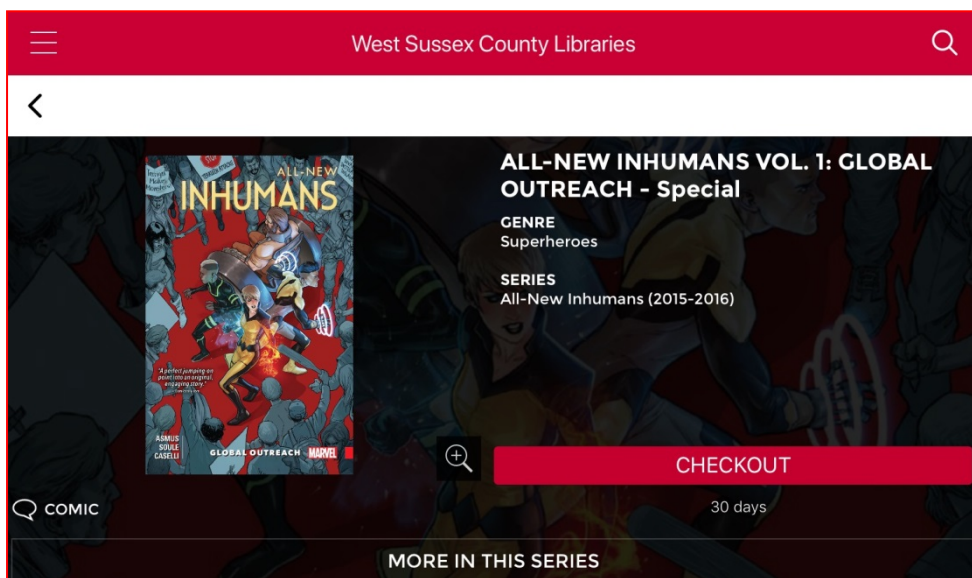 West Sussex County Libraries
ALL-NEW
INHUMANS
"A perfect jumping on
point into an original,
engaging story."
ASMUS
SOULE
CASELLI
GLOBAL OUTREACH MARVEL
ALL-NEW INHUMANS VOL. 1: GLOBAL
OUTREACH - Special
GENRE
Superheroes
SERIES
All-New Inhumans (2015-2016)
CHECKOUT
30 days
COMIC
MORE IN THIS SERIES